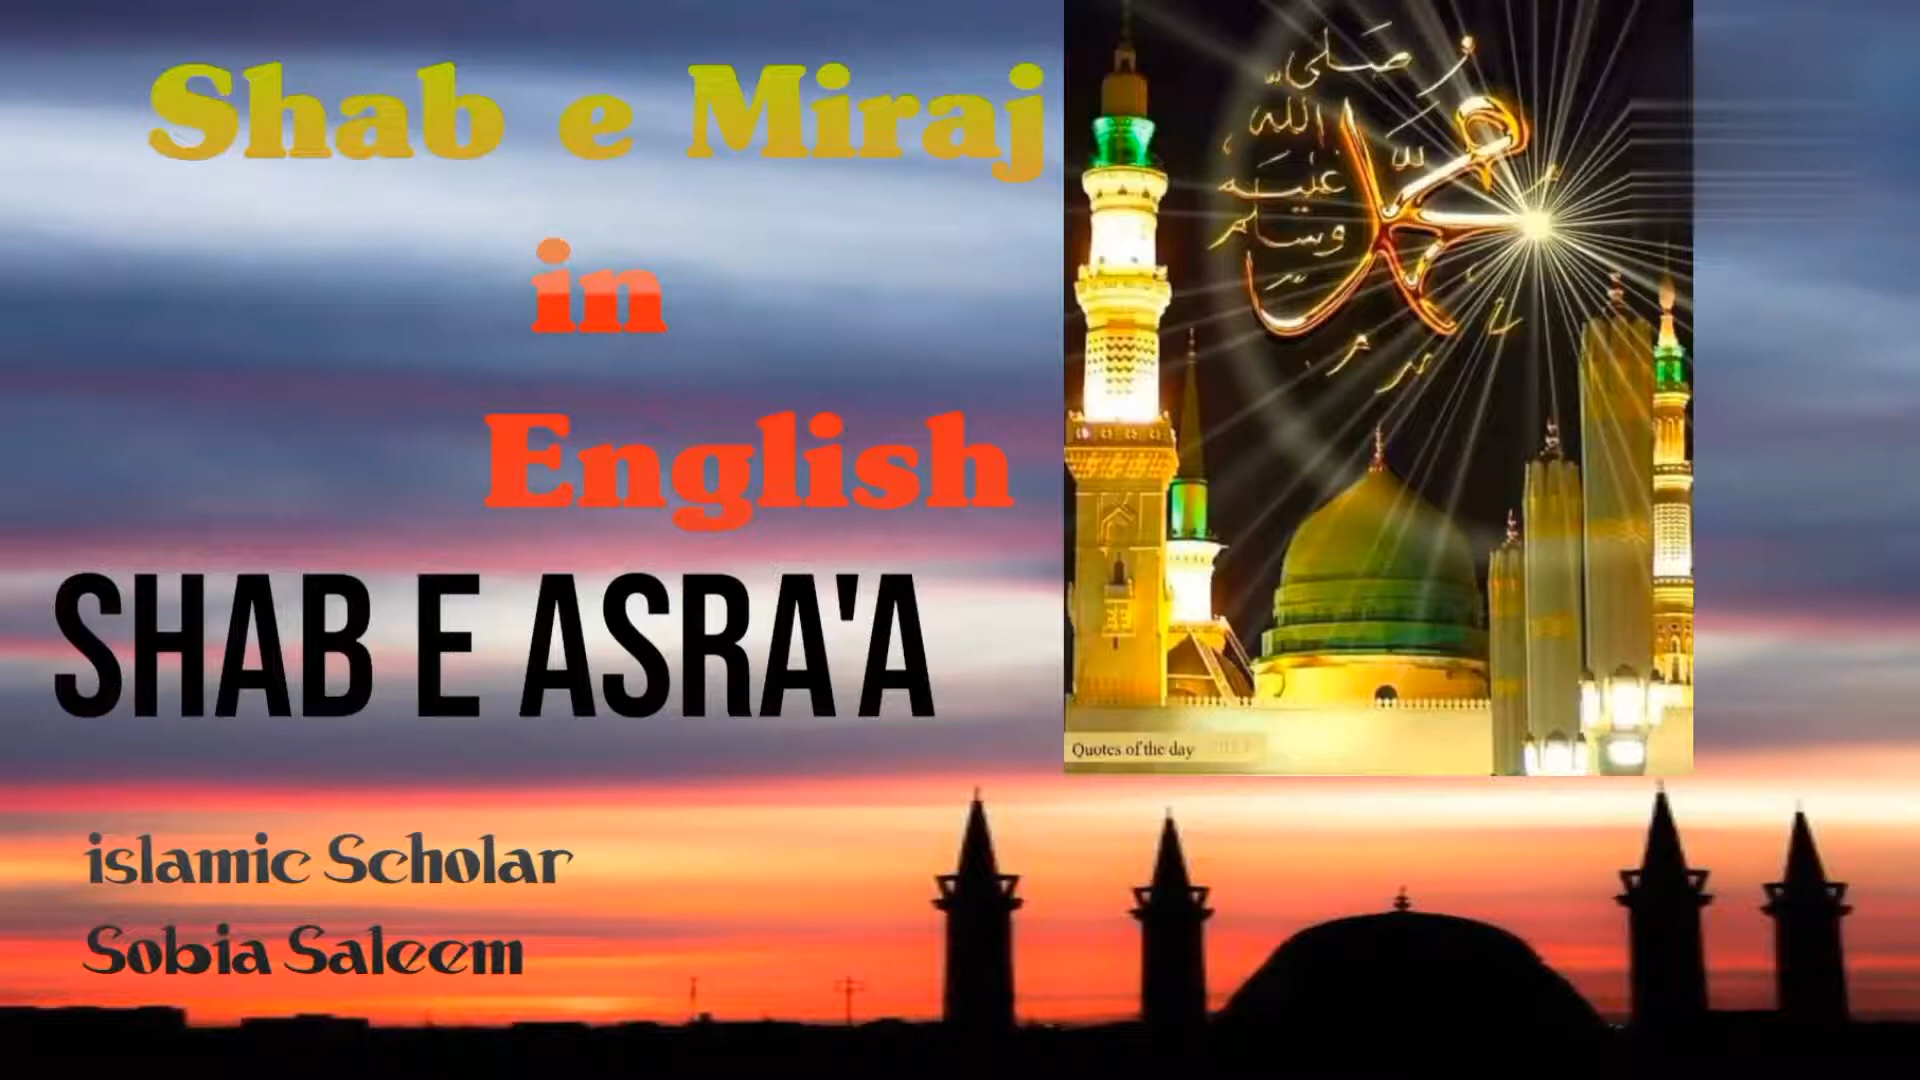 Shab e Miraj
in
English
SHAB E ASRA'A
islamic Scholar
Sobia Saleem
صلى
الله
عليه
وسلم
محمد
Quotes of the day